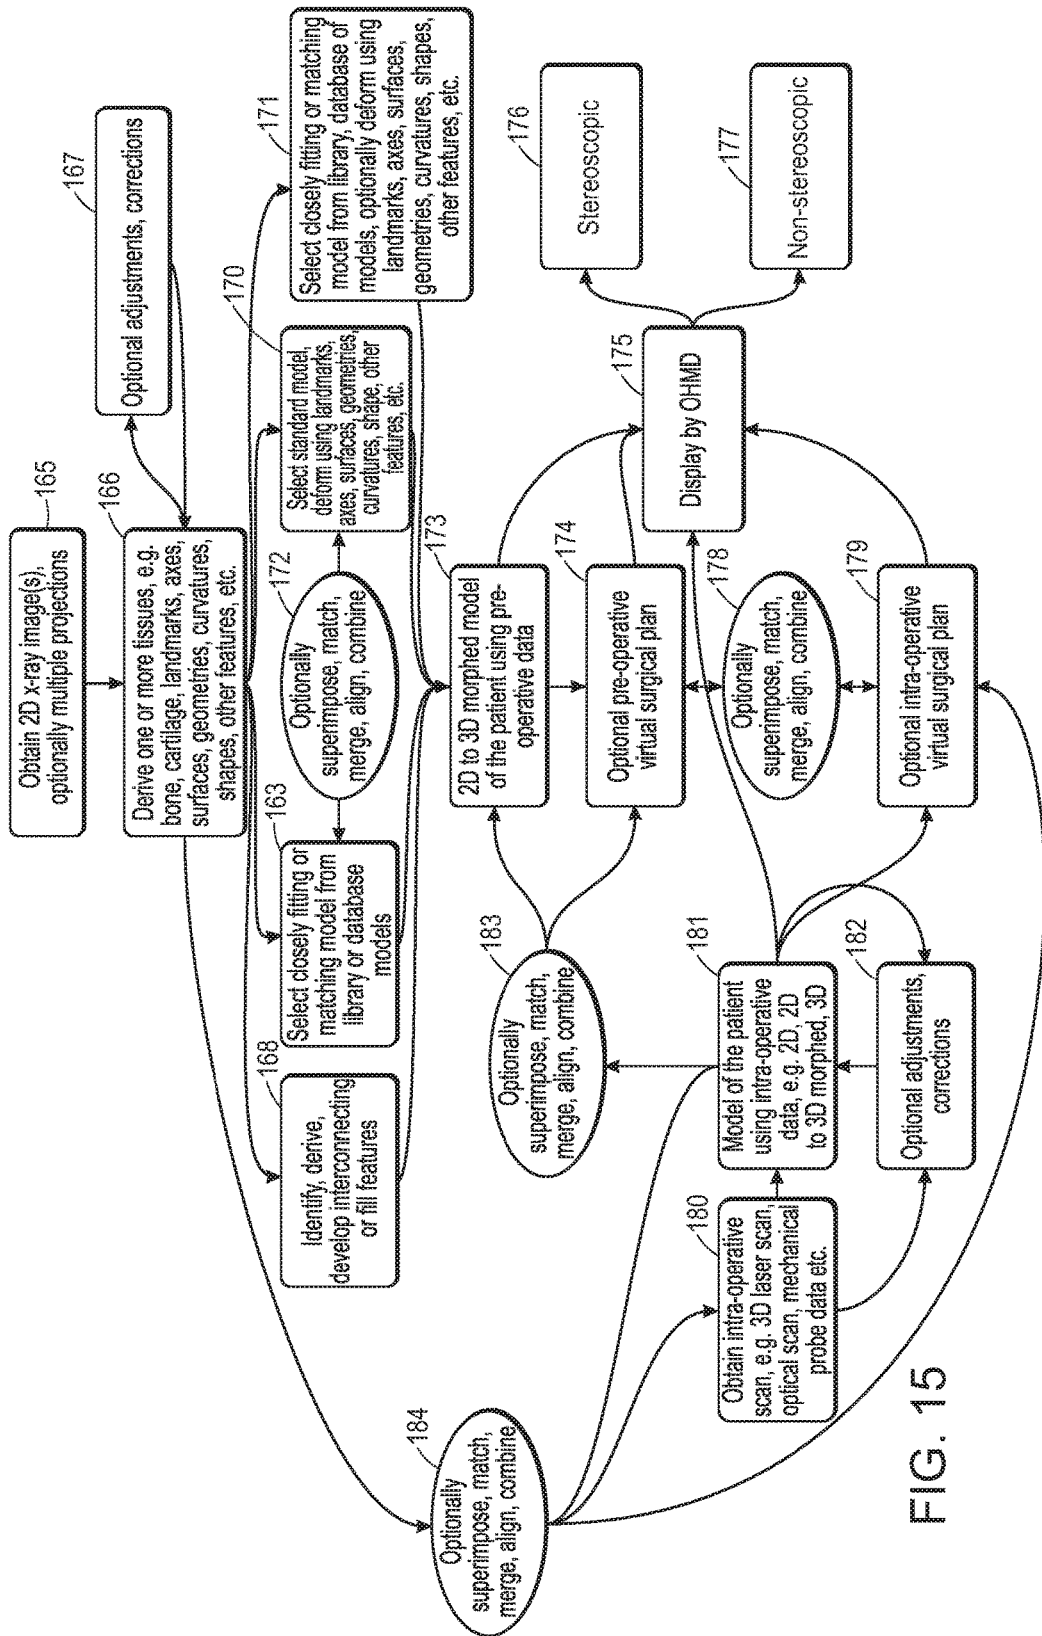 165
Obtain 2D x-ray image(s),
optionally multiple projections
166
Derive one or more tissues, e.g.
bone, cartilage, landmarks, axes,
surfaces, geometries, curvatures,
shapes, other features, etc.
167
Optional adjustments, corrections
168
Identify, derive,
develop interconnecting
or fill features
163
Select closely fitting or
matching model from
library or database
models
172
Optionally
superimpose, match,
merge, align, combine
170
Select standard model,
deform using landmarks,
axes, surfaces, geometries,
curvatures, shape, other
features, etc.
171
Select closely fitting or matching
model from library, database of
models, optionally deform using
landmarks, axes, surfaces,
geometries, curvatures, shapes,
other features, etc.
173
2D to 3D morphed model
of the patient using pre-
operative data
174
Optional pre-operative
virtual surgical plan
175
Display by OHMD
176
Stereoscopic
177
Non-stereoscopic
178
Optionally
superimpose, match,
merge, align, combine
179
Optional intra-operative
virtual surgical plan
183
Optionally
superimpose, match,
merge, align, combine
184
Optionally
superimpose, match,
merge, align, combine
180
Obtain intra-operative
scan, e.g. 3D laser scan,
optical scan, mechanical
probe data etc.
181
Model of the patient
using intra-operative
data, e.g. 2D, 2D
to 3D morphed, 3D
182
Optional adjustments,
corrections
FIG. 15